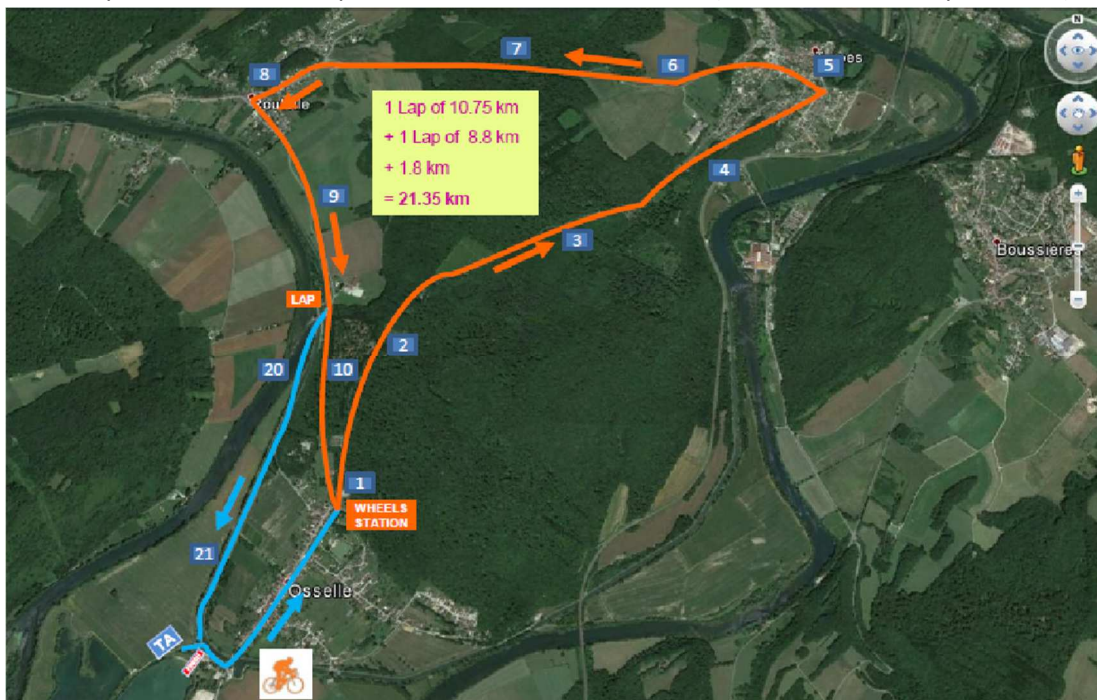 N
7
8
6
5
1 Lap of 10.75 km
+ 1 Lap of 8.8 km
+ 1.8 km
= 21.35 km
4
9
3
Boussières
LAP
2
20
10
1
WHEELS
STATION
21
Osselle
TA